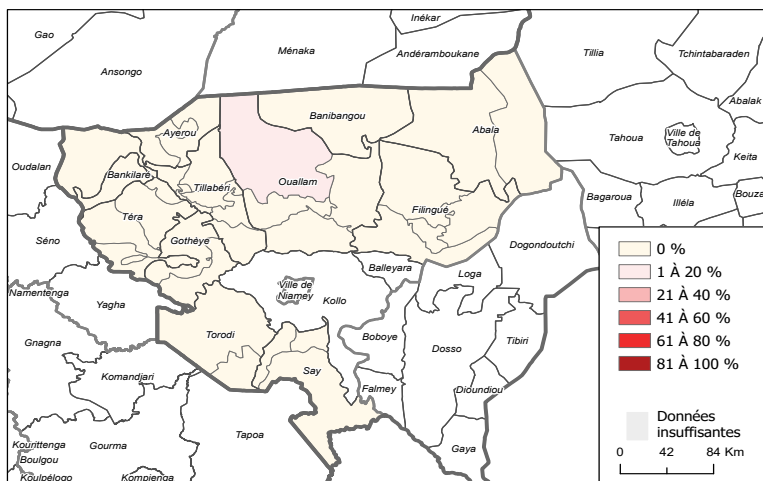 Gao
Ansongo
Ménaka
Inékar
Andéramboukane
Tillia
Tchintabaraden
Abalak
Tahoua
Ville de
Tahoua
Keita
Bouza
Bagaroua
Illéla
Banibangou
Abala
Ayerou
Oudalan
Bankilaré
Tillabéri
Ouallam
Filingué
Téra
Gothèye
Séno
Dogondoutchi
Namentenga
Yagha
Ville de
Niamey
Kollo
Balleyara
Loga
Gnagna
Torodi
Boboye
Dosso
Tibiri
Komandjari
Say
Falmey
Dioundiou
Kourittenga
Boulgou
Koulpélogo
Gourma
Kompienga
Tapoa
Gaya
0 %
1 À 20 %
21 À 40 %
41 À 60 %
61 À 80 %
81 À 100 %
Données
insuffisantes
0 42 84 Km